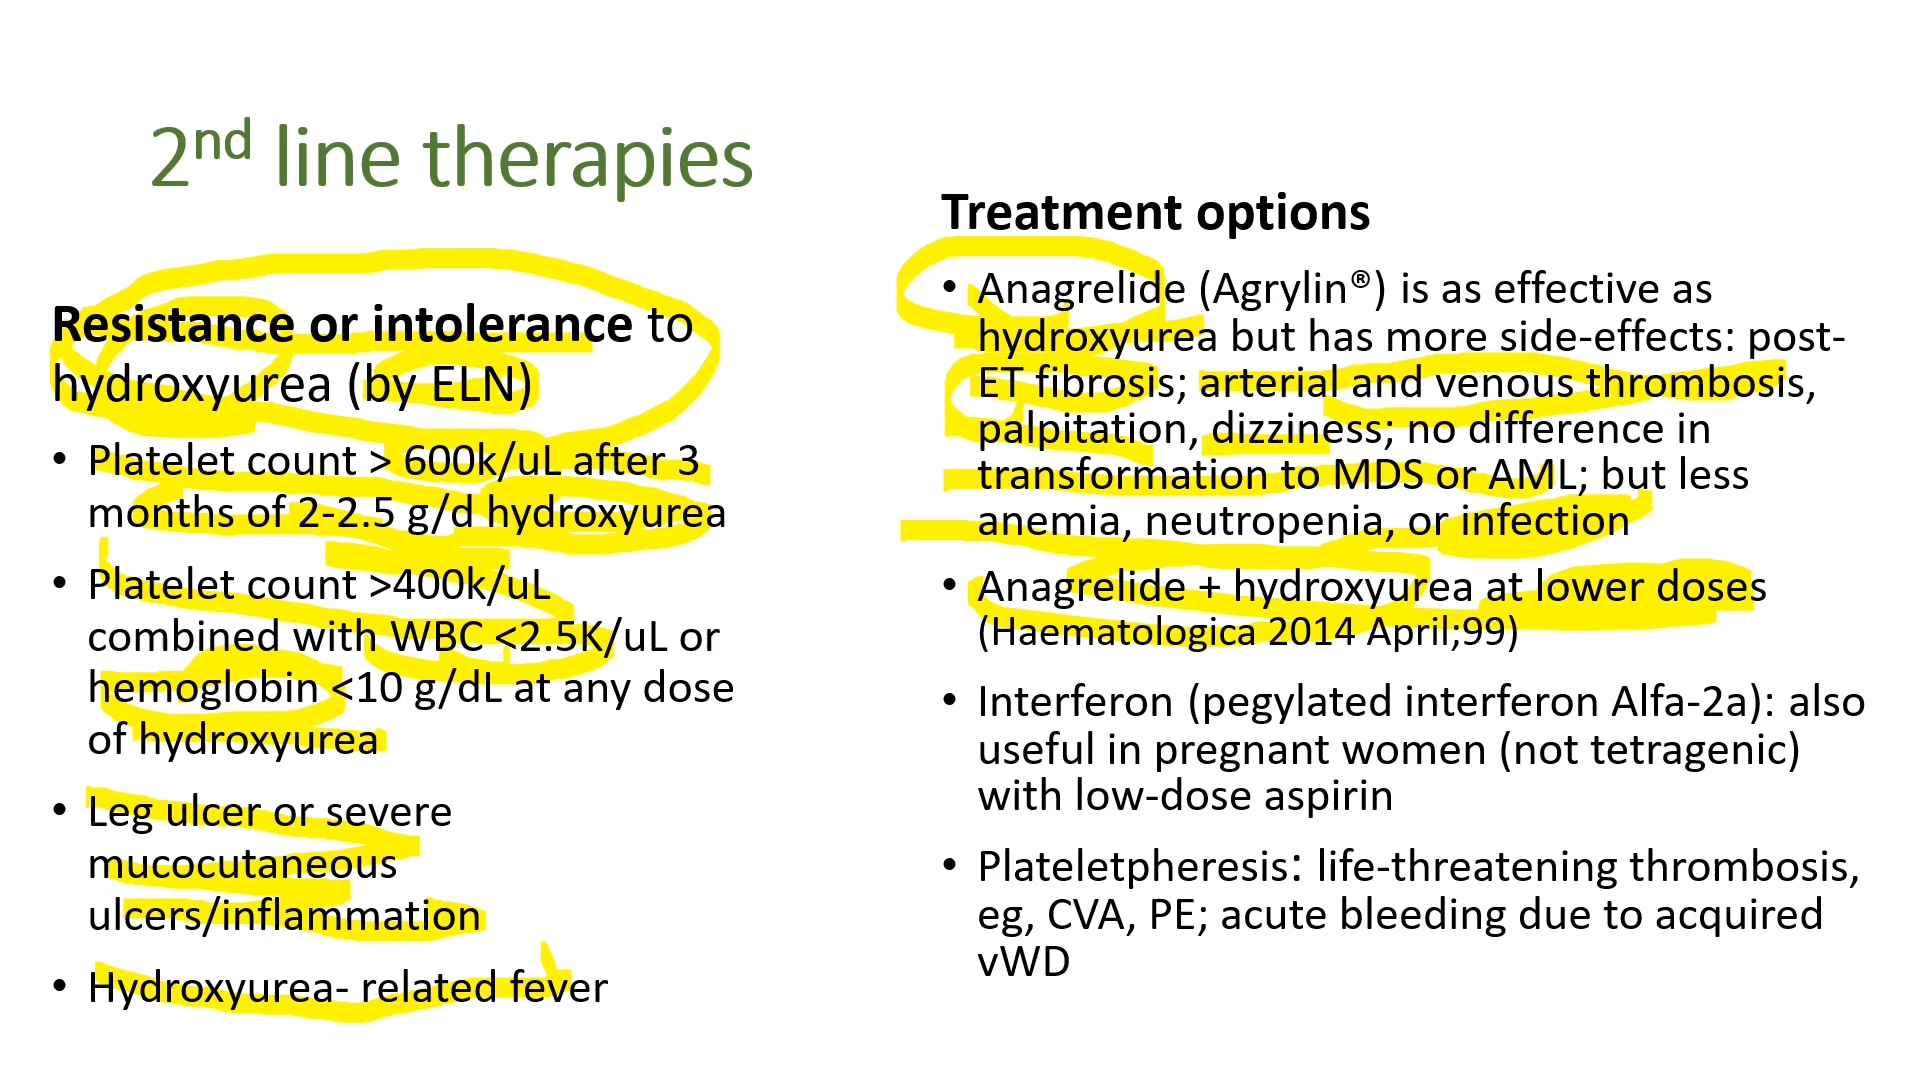 2nd line therapies
Resistance or intolerance to
hydroxyurea (by ELN)
• Platelet count > 600k/uL after 3
months of 2-2.5 g/d hydroxyurea
• Platelet count >400k/uL
combined with WBC <2.5K/uL or
hemoglobin <10 g/dL at any dose
of hydroxyurea
• Leg ulcer or severe
mucocutaneous
ulcers/inflammation
• Hydroxyurea- related fever
Treatment options
• Anagrelide (Agrylin®) is as effective as
hydroxyurea but has more side-effects: post-
ET fibrosis; arterial and venous thrombosis,
palpitation, dizziness; no difference in
transformation to MDS or AML; but less
anemia, neutropenia, or infection
• Anagrelide + hydroxyurea at lower doses
(Haematologica 2014 April;99)
• Interferon (pegylated interferon Alfa-2a): also
useful in pregnant women (not tetragenic)
with low-dose aspirin
• Plateletpheresis: life-threatening thrombosis,
eg, CVA, PE; acute bleeding due to acquired
vWD